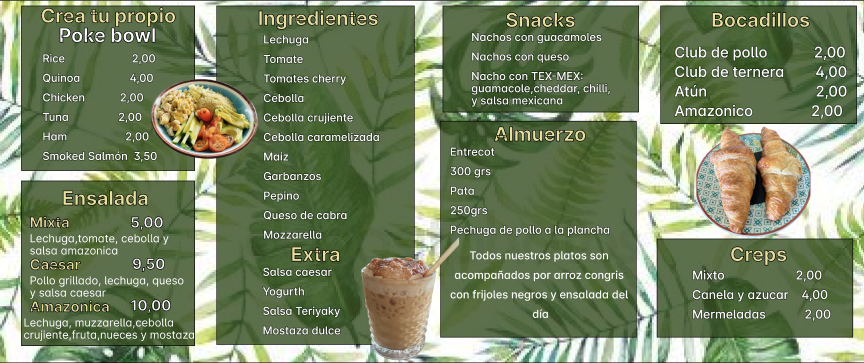 Crea tu propio
Poke bowl
Rice 2,00
Quinoa 4,00
Chicken 2,00
Tuna 2,00
Ham 2,00
Smoked Salmón 3,50
Ensalada
Mixta 5,00
Lechuga,tomate, cebolla y
salsa amazonica
Caesar 9,50
Pollo grillado, lechuga, queso
y salsa caesar
Amazonica 10,00
Lechuga, muzzarella,cebolla
crujiente,fruta,nueces y mostaza
Ingredientes
Lechuga
Tomate
Tomates cherry
Cebolla
Cebolla crujiente
Cebolla caramelizada
Maiz
Garbanzos
Pepino
Queso de cabra
Mozzarella
Extra
Salsa caesar
Yogurth
Salsa Teriyaky
Mostaza dulce
Snacks
Nachos con guacamoles
Nachos con queso
Nacho con TEX-MEX:
guamacole,cheddar, chilli,
y salsa mexicana
Almuerzo
Entrecot
300 grs
Pata
250grs
Pechuga de pollo a la plancha
Todos nuestros platos son
acompañados por arroz congris
con frijoles negros y ensalada del
día
Bocadillos
Club de pollo 2,00
Club de ternera 4,00
Atún 2,00
Amazonico 2,00
Creps
Mixto 2,00
Canela y azucar 4,00
Mermeladas 2,00